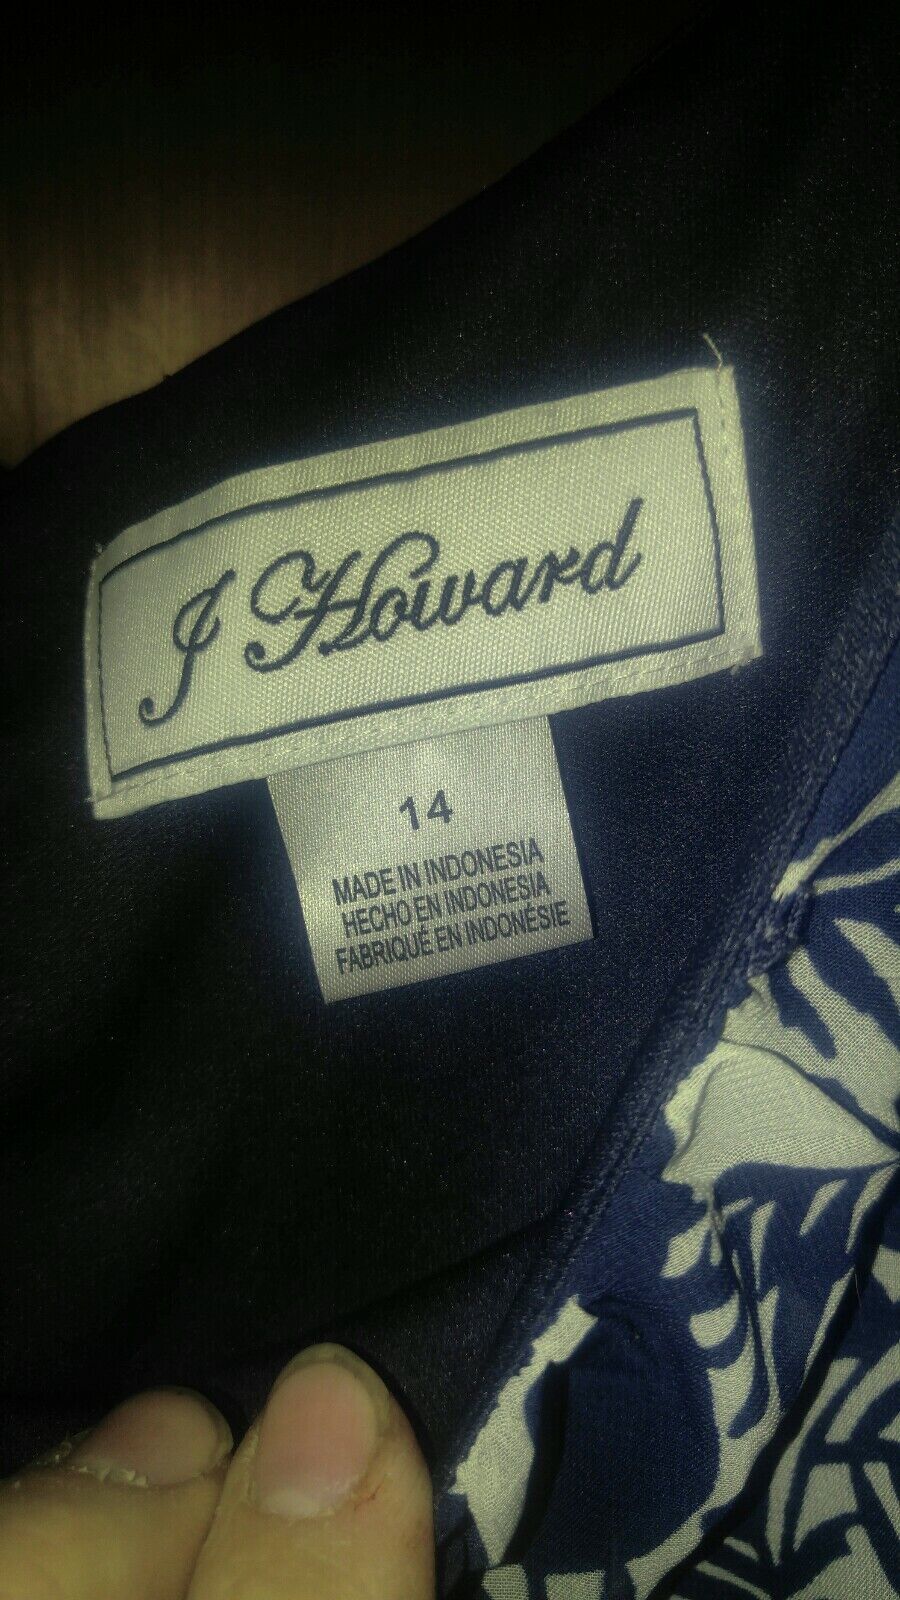 J Howard
14
MADE IN INDONESIA
HECHO EN INDONESIA
FABRIQUÉ EN INDONÉSIE